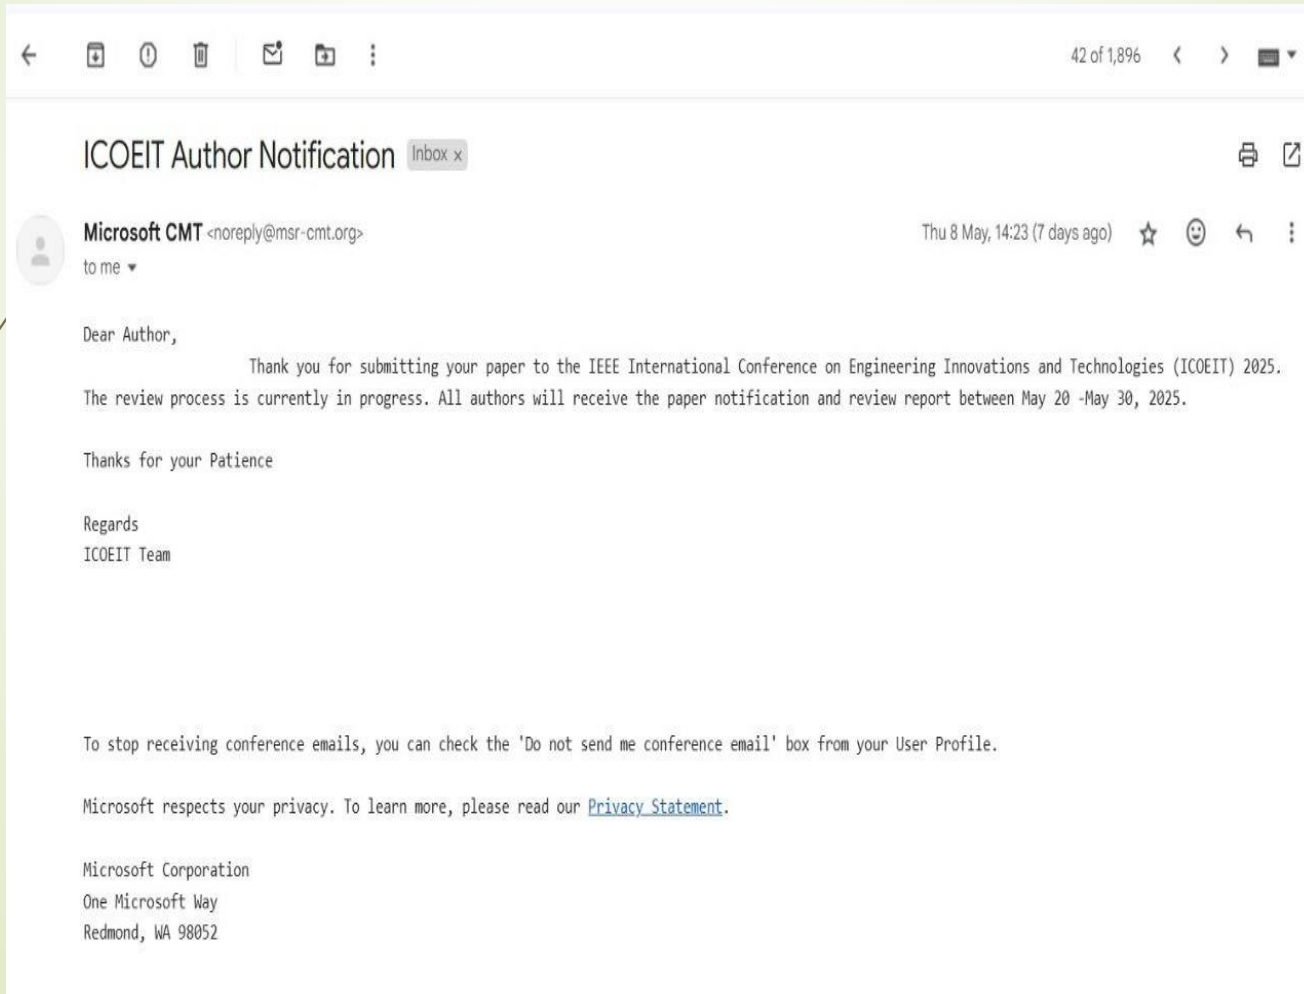 42 of 1,896
ICOEIT Author Notification Inbox x
Microsoft CMT <noreply@msr-cmt.org> Thu 8 May, 14:23 (7 days ago)
to me
Dear Author,
Thank you for submitting your paper to the IEEE International Conference on Engineering Innovations and Technologies (ICOEIT) 2025.
The review process is currently in progress. All authors will receive the paper notification and review report between May 20 -May 30, 2025.
Thanks for your Patience
Regards
ICOEIT Team
To stop receiving conference emails, you can check the 'Do not send me conference email' box from your User Profile.
Microsoft respects your privacy. To learn more, please read our Privacy Statement.
Microsoft Corporation
One Microsoft Way
Redmond, WA 98052